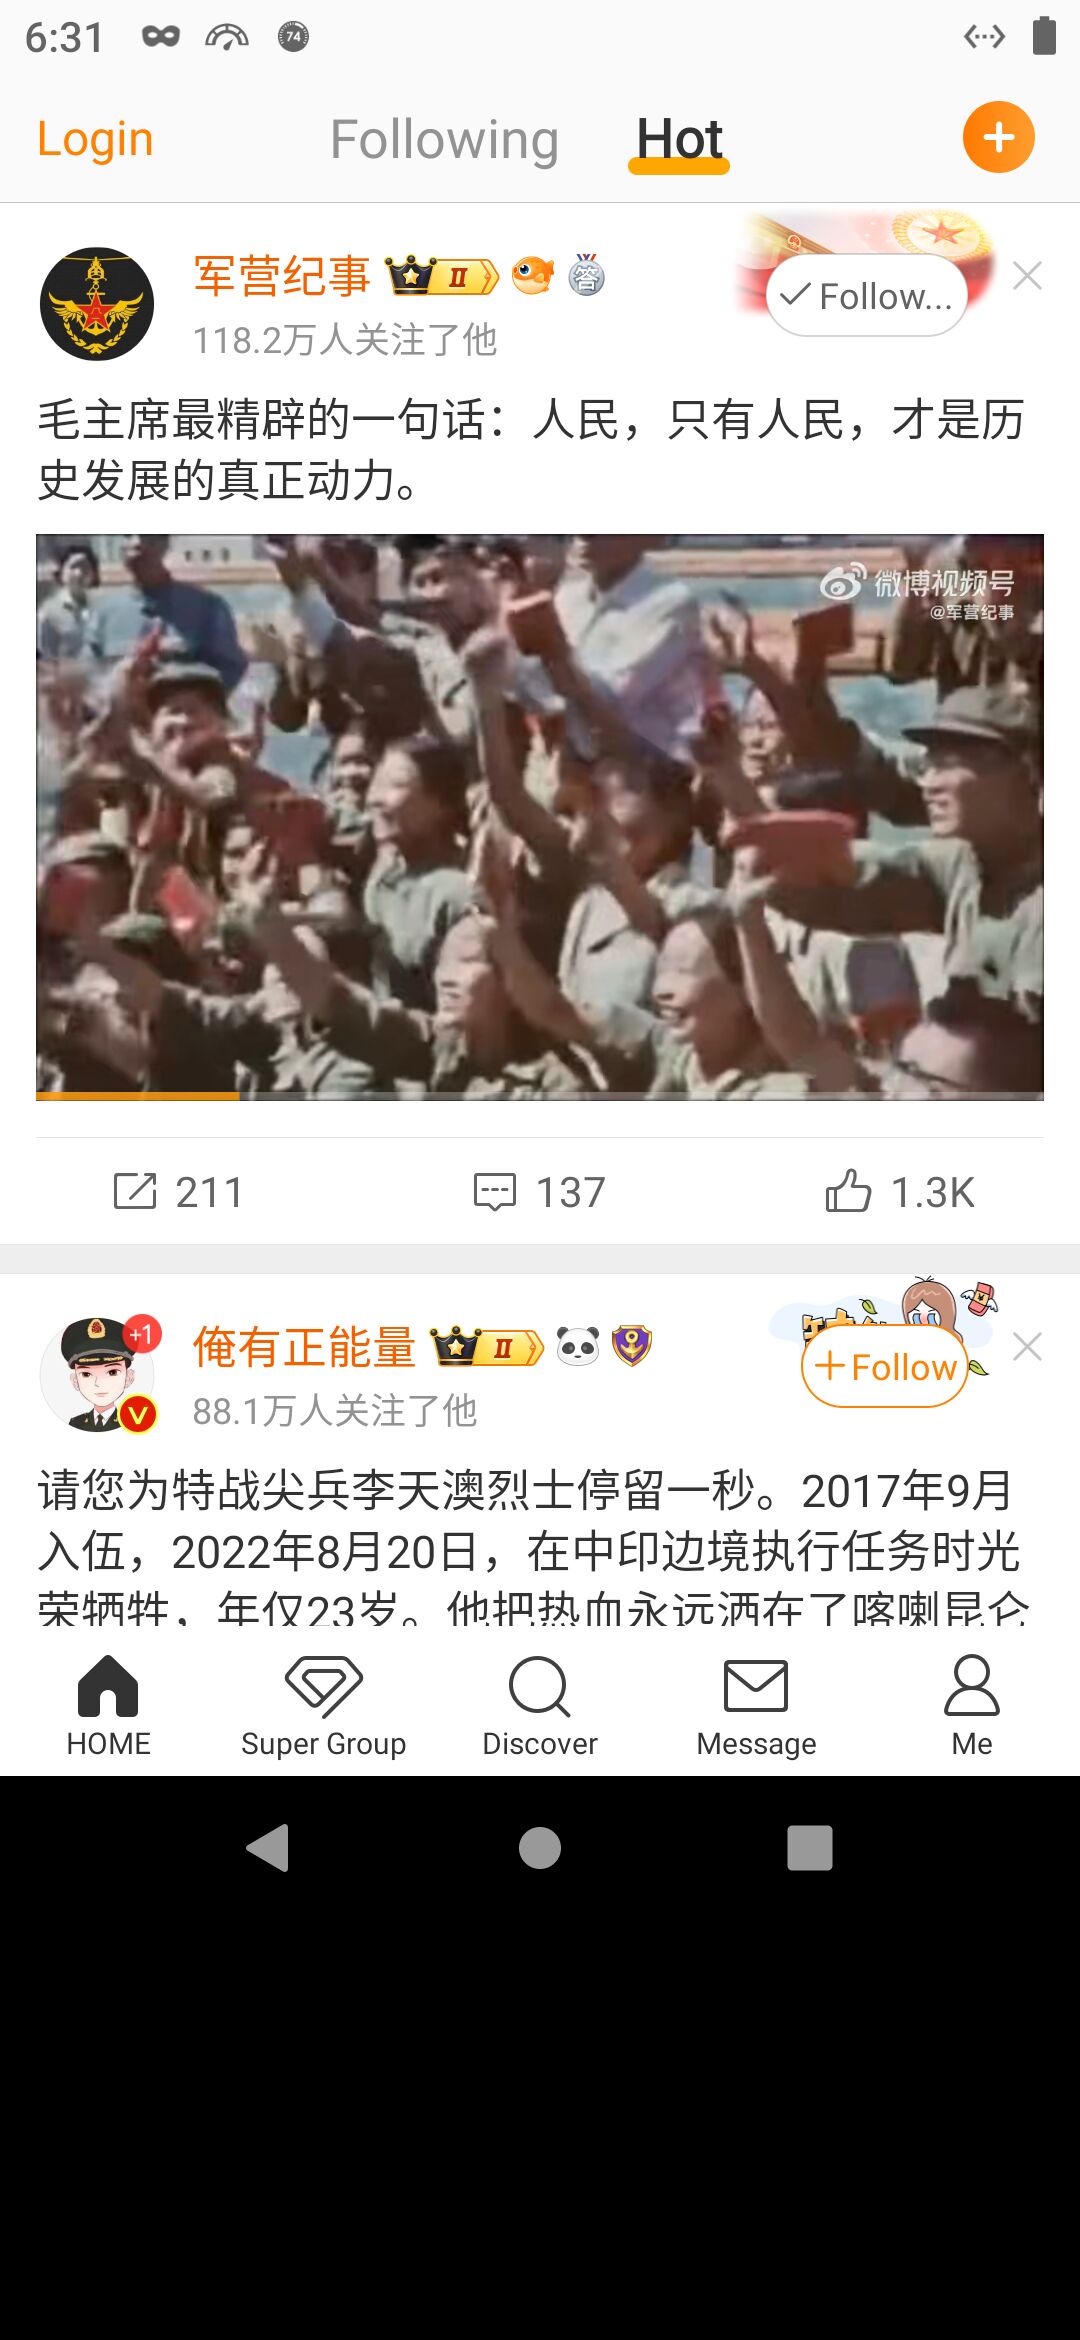 6:31
74
Login
Following
Hot
军营纪事
II
答
Follow...
118.2万人关注了他
毛主席最精辟的一句话：人民，只有人民，才是历
史发展的真正动力。
微博视频号
@军营纪事
211
137
1.3K
+1
V
俺有正能量
II
+Follow
88.1万人关注了他
请您为特战尖兵李天澳烈士停留一秒。2017年9月
入伍，2022年8月20日，在中印边境执行任务时光
荣牺牲，年仅23岁。他把热血永远洒在了喀喇昆仑
HOME
Super Group
Discover
Message
Me